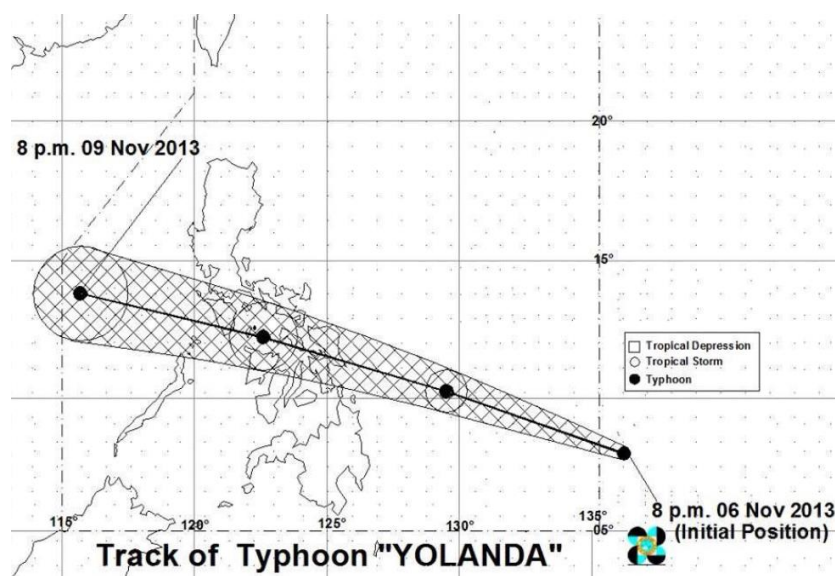 20°
8 p.m. 09 Nov 2013
15°
Tropical Depression
Tropical Storm
Typhoon
115° 120° 125° 130° 135°
8 p.m. 06 Nov 2013
(Initial Position)
05°
Track of Typhoon "YOLANDA"